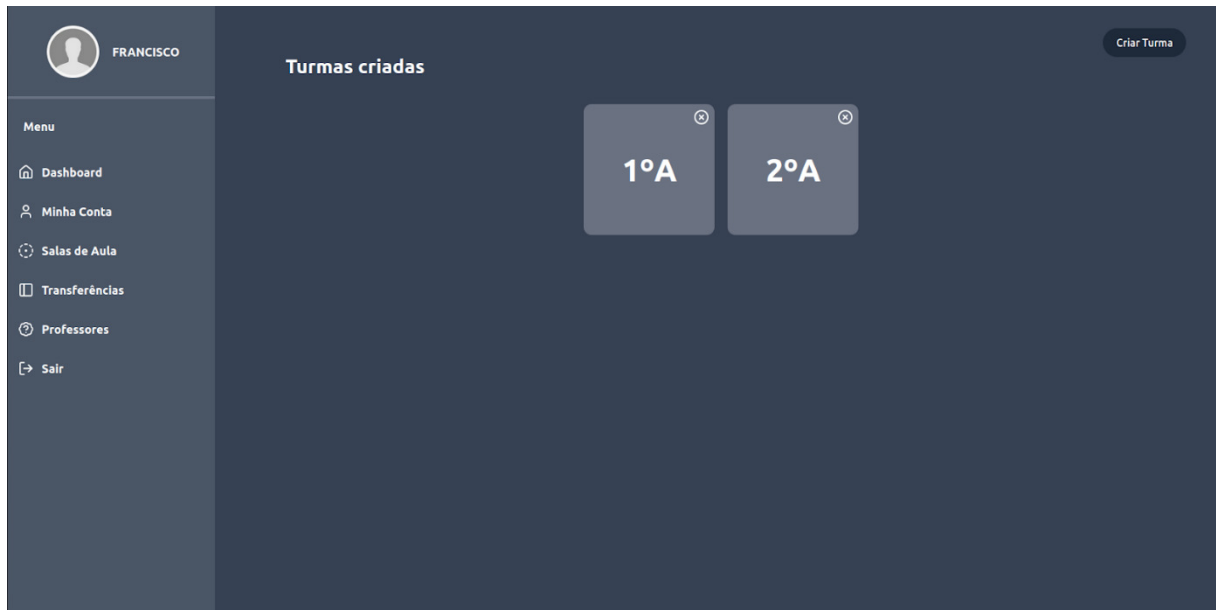 FRANCISCO
Menu
Dashboard
Minha Conta
Salas de Aula
Transferências
Professores
Sair
Turmas criadas
Criar Turma
1ºA
2ºA